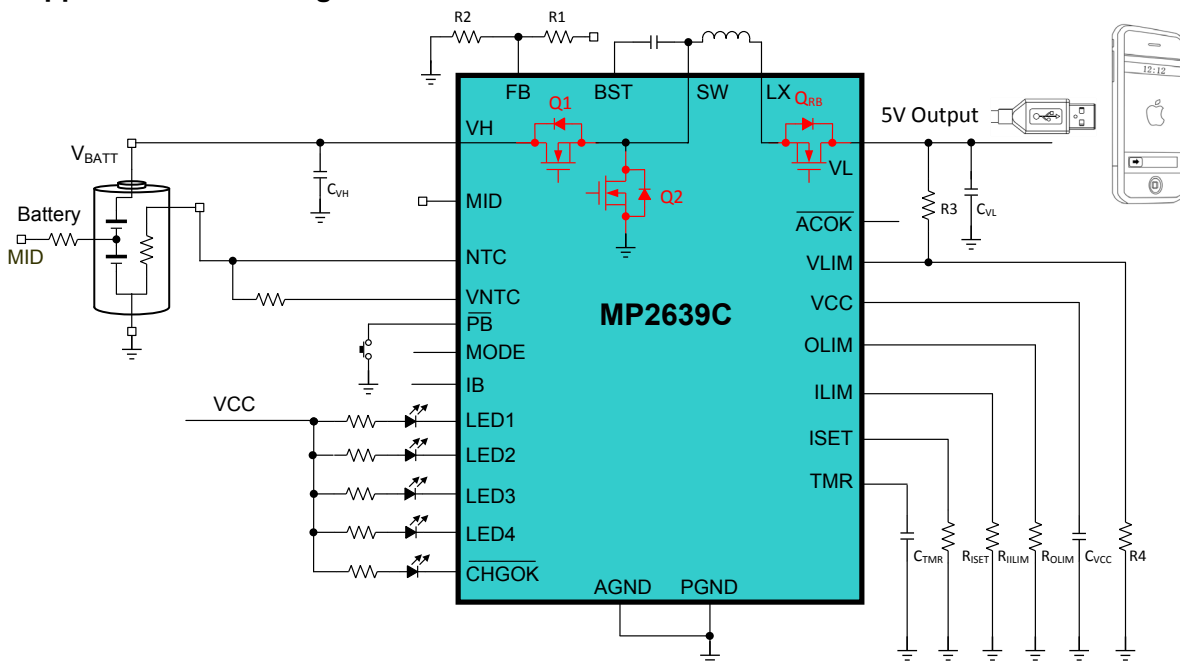 R2
R1
FB
BST
SW
LX
Q1
QRB
5V Output
12:12
VH
VL
VBATT
CVH
MID
Q2
R3
CVL
Battery
ACOK
MID
NTC
VLIM
VNTC
VCC
MP2639C
PB
MODE
OLIM
IB
ILIM
VCC
LED1
ISET
LED2
TMR
LED3
LED4
CTMR
RISET
RIILIM
ROLIM
CVCC
R4
CHGOK
AGND
PGND